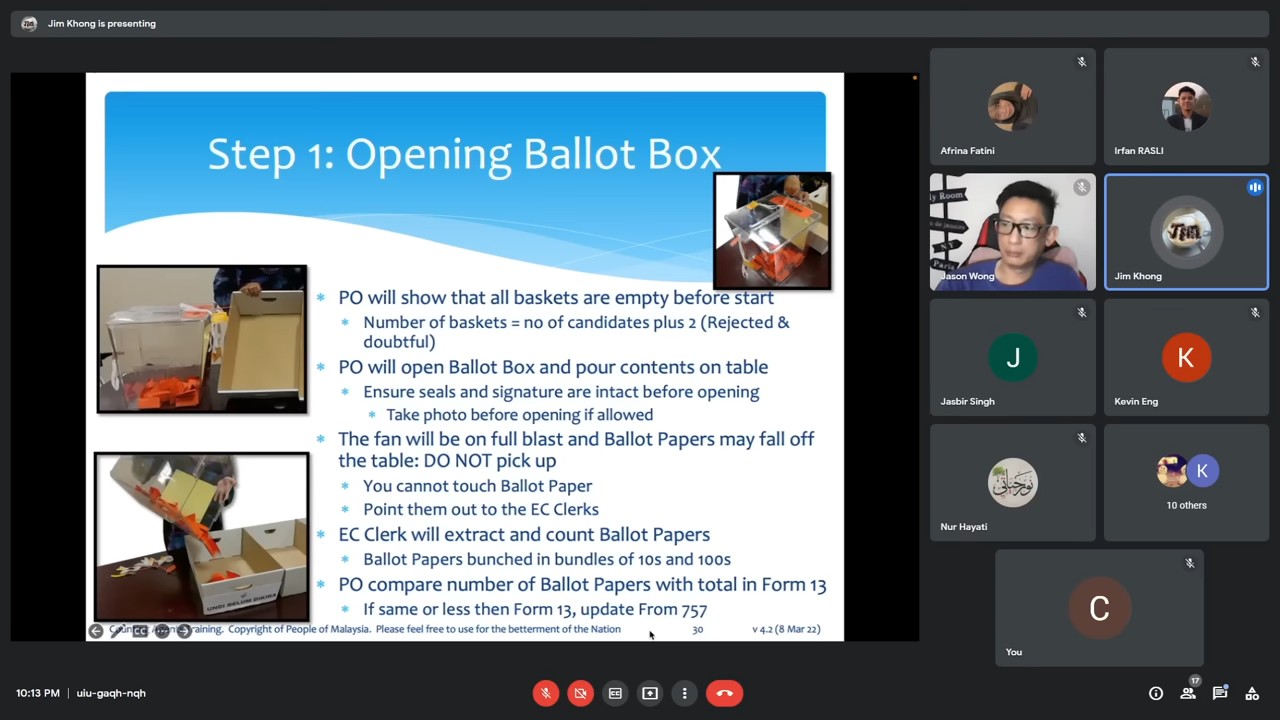 Jim Khong is presenting
Step 1: Opening Ballot Box
PO will show that all baskets are empty before start
Number of baskets = no of candidates plus 2 (Rejected &
doubtful)
PO will open Ballot Box and pour contents on table
Ensure seals and signature are intact before opening
Take photo before opening if allowed
The fan will be on full blast and Ballot Papers may fall off
the table: DO NOT pick up
You cannot touch Ballot Paper
Point them out to the EC Clerks
EC Clerk will extract and count Ballot Papers
Ballot Papers bunched in bundles of 10s and 100s
PO compare number of Ballot Papers with total in Form 13
If same or less then Form 13, update From 757
UNDI BELUM DIKIRA
Training. Copyright of People of Malaysia. Please feel free to use for the betterment of the Nation
30
v 4.2 (8 Mar 22)
Afrina Fatini
Irfan RASLI
Jason Wong
Jim
Jim Khong
J
Jasbir Singh
K
Kevin Eng
Nur Hayati
K
10 others
C
You
10:13 PM | uiu-gaqh-nqh
17